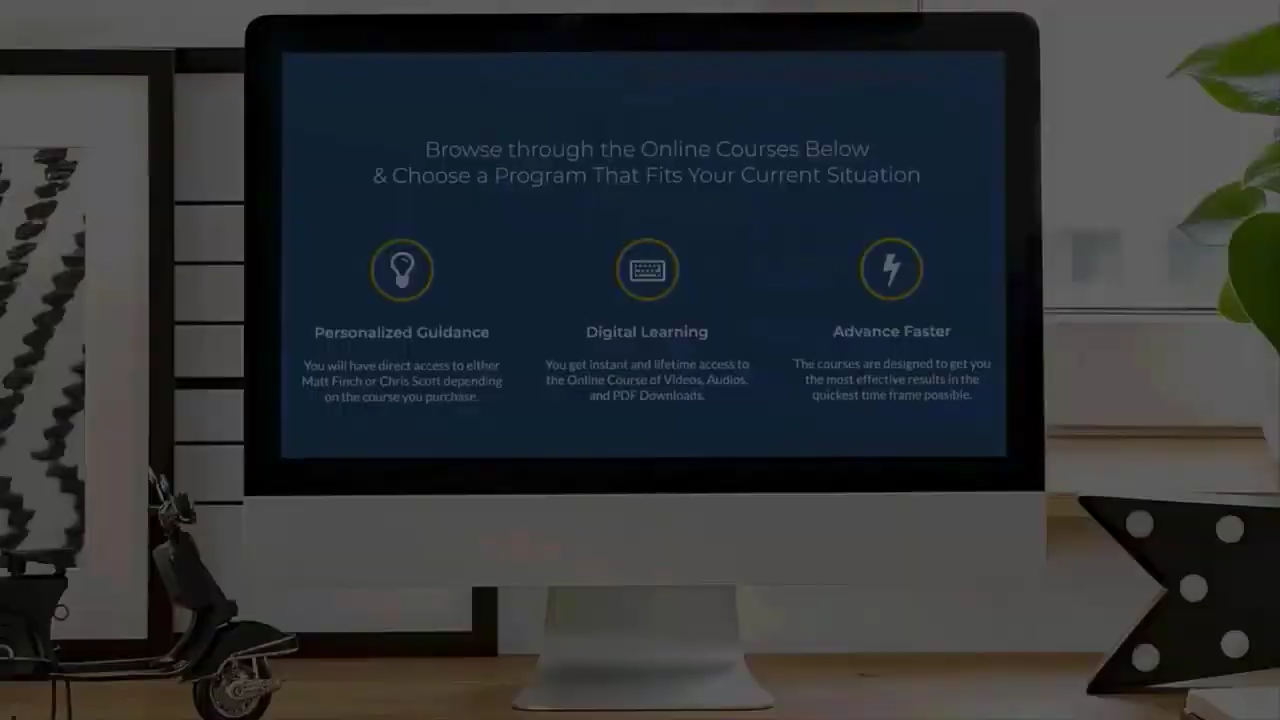 Browse through the Online Courses Below
& Choose a Program That Fits Your Current Situation
Personalized Guidance
Digital Learning
Advance Faster
You will have direct access to either
Matt Finch or Chris Scott depending
on the course you purchase.
You get instant and lifetime access to
the Online Course of Videos, Audios,
and PDF Downloads.
The courses are designed to get you
the most effective results in the
quickest time frame possible.